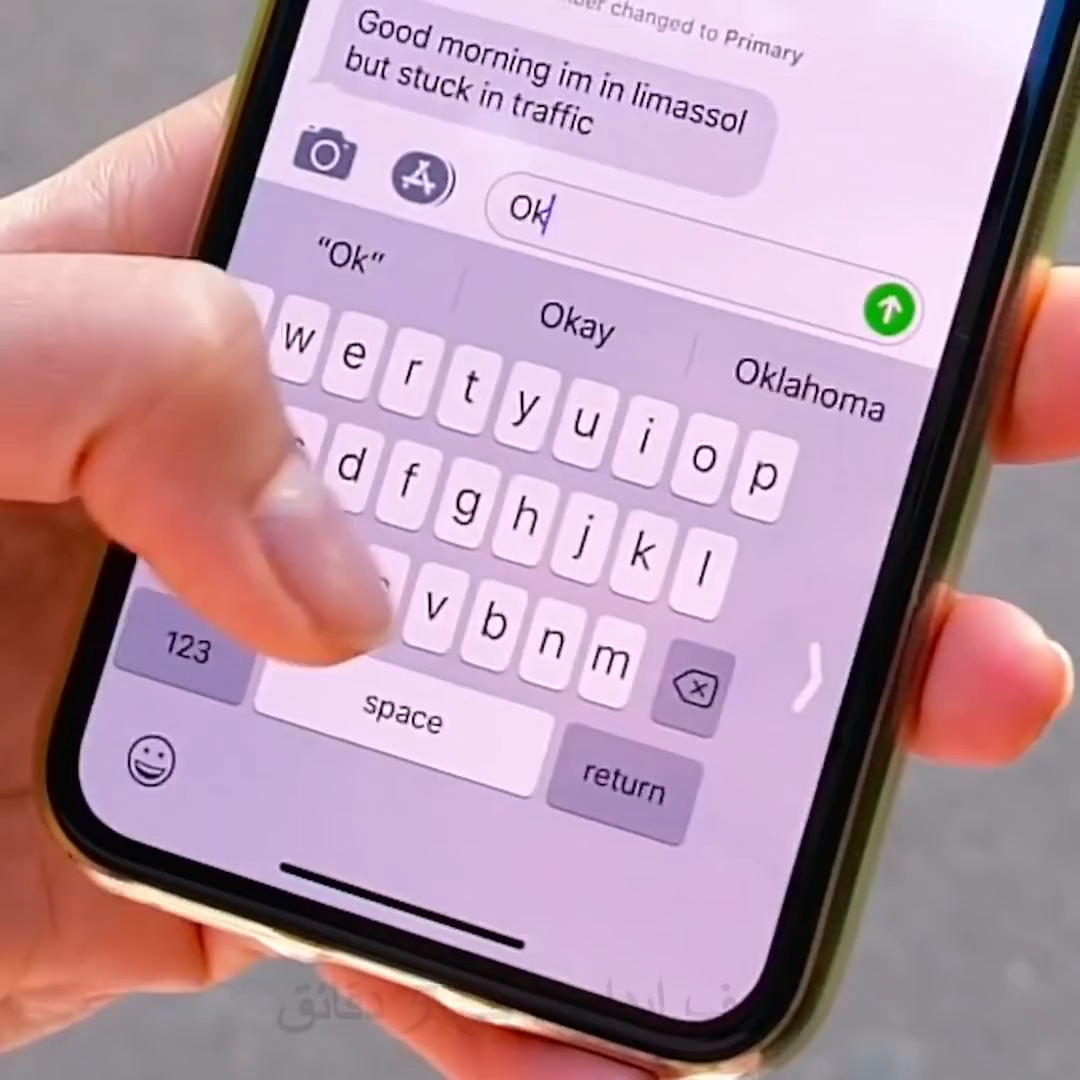 changed to Primary
Good morning im in limassol
but stuck in traffic
Ok
“Ok” Okay Oklahoma
w e r t y u i o p
d f g h j k l
v b n m
123 space return
دقائق